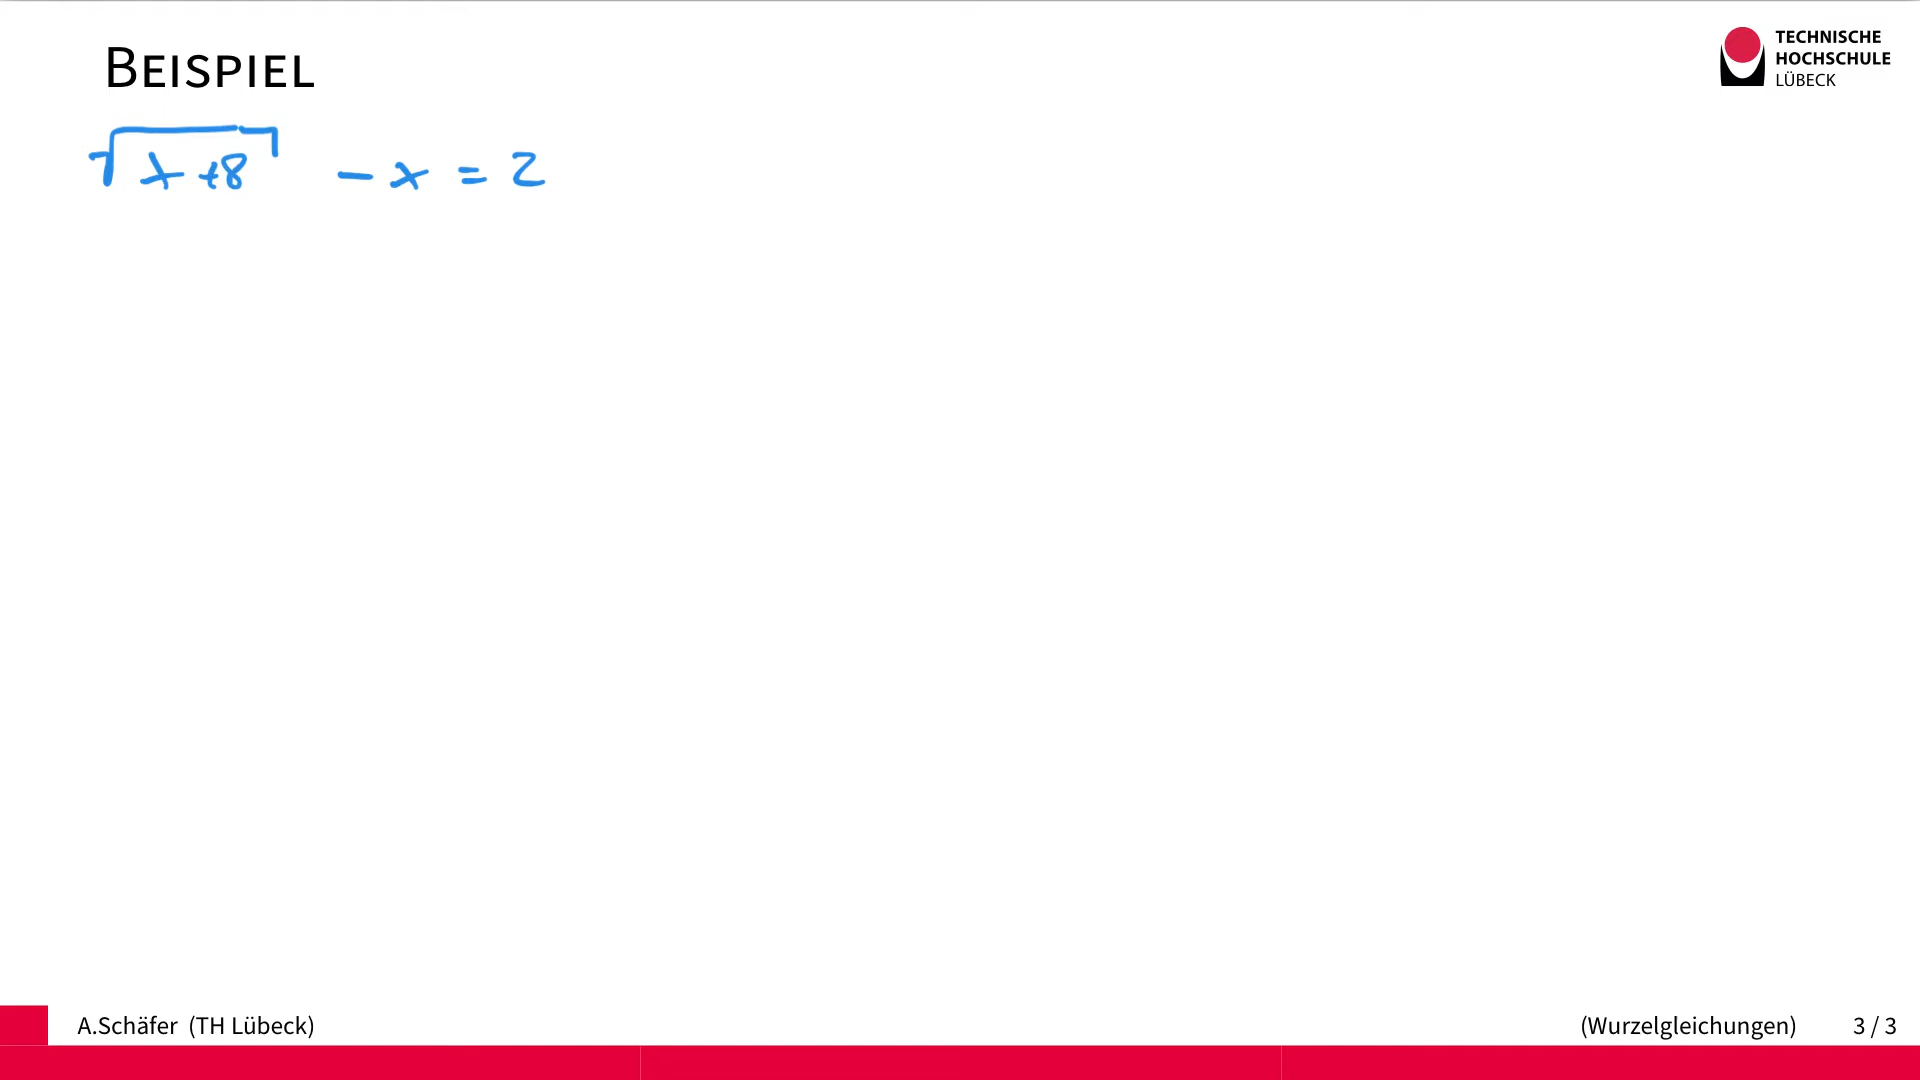 BEISPIEL
TECHNISCHE
HOCHSCHULE
LÜBECK
√(x+8) - x = 2
A.Schäfer (TH Lübeck)
(Wurzelgleichungen)
3 / 3